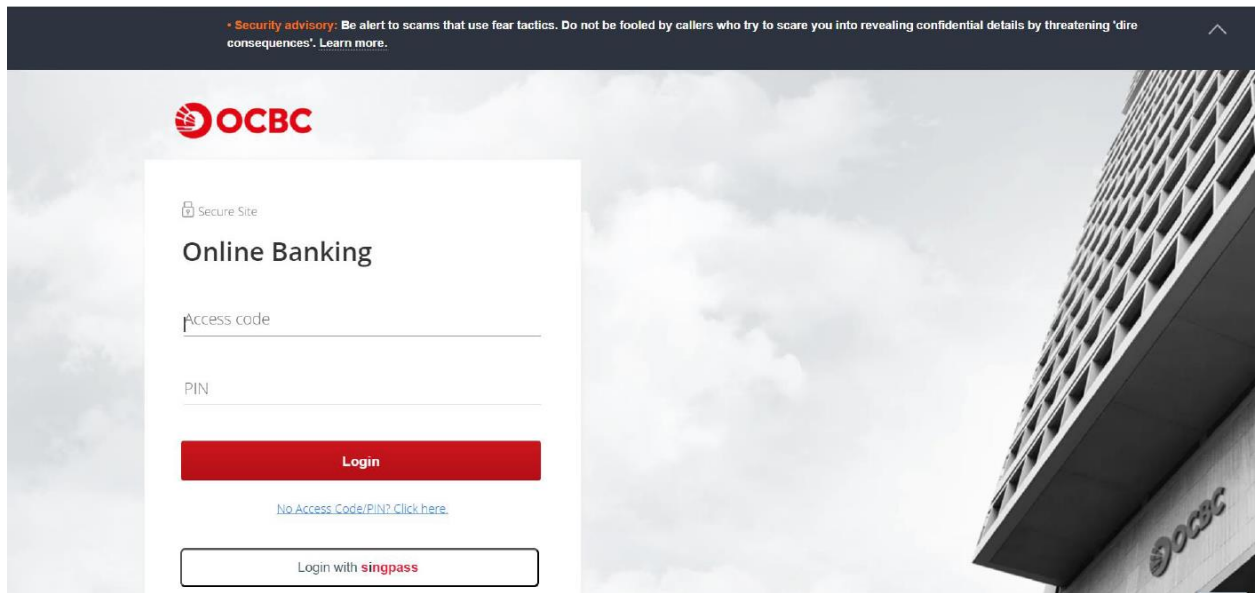 • Security advisory: Be alert to scams that use fear tactics. Do not be fooled by callers who try to scare you into revealing confidential details by threatening 'dire
consequences'. Learn more.
OCBC
Secure Site
Online Banking
Access code
PIN
Login
No Access Code/PIN? Click here.
Login with singpass
OCBC